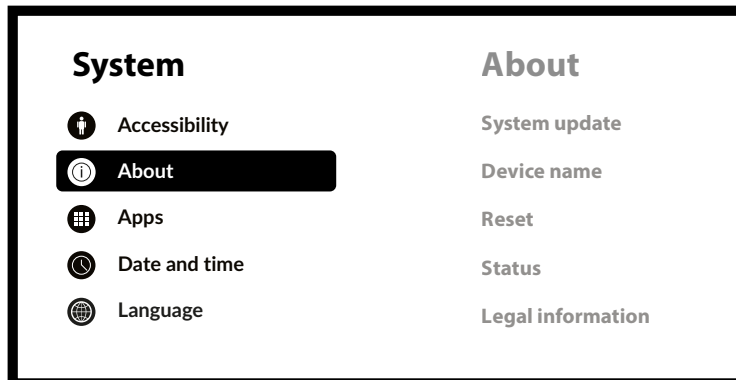 System
Accessibility
About
Apps
Date and time
Language
About
System update
Device name
Reset
Status
Legal information